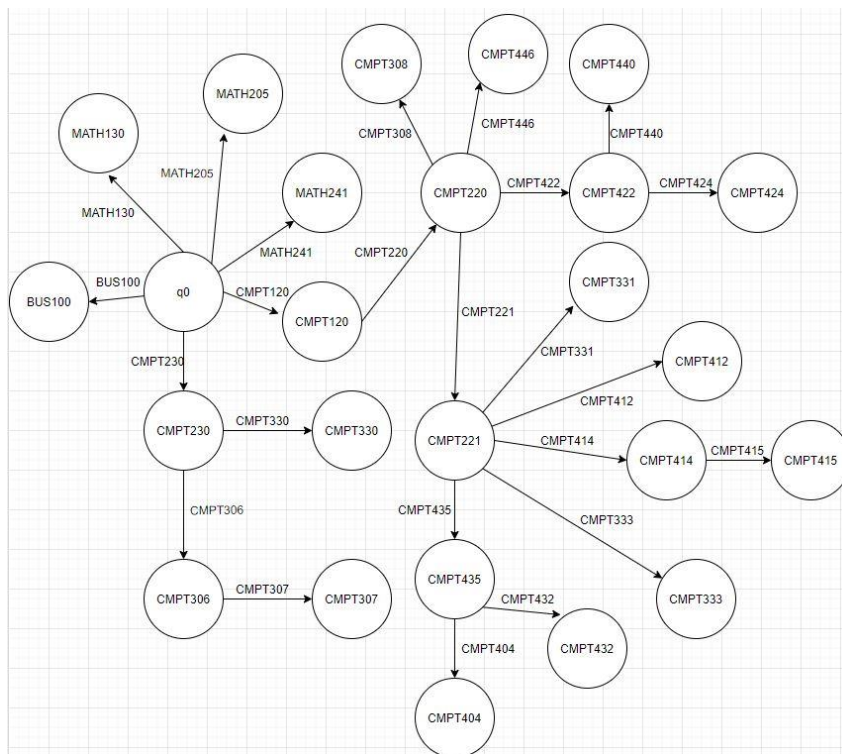 CMPT308
CMPT446
CMPT440
MATH205
MATH130
CMPT308
CMPT446
CMPT440
MATH205
MATH130
MATH241
MATH241
CMPT220
CMPT220
CMPT422
CMPT422
CMPT424
CMPT424
BUS100
BUS100
q0
CMPT120
CMPT120
CMPT221
CMPT331
CMPT331
CMPT230
CMPT412
CMPT412
CMPT230
CMPT330
CMPT330
CMPT221
CMPT414
CMPT414
CMPT415
CMPT415
CMPT306
CMPT435
CMPT333
CMPT306
CMPT307
CMPT307
CMPT435
CMPT432
CMPT333
CMPT404
CMPT432
CMPT404